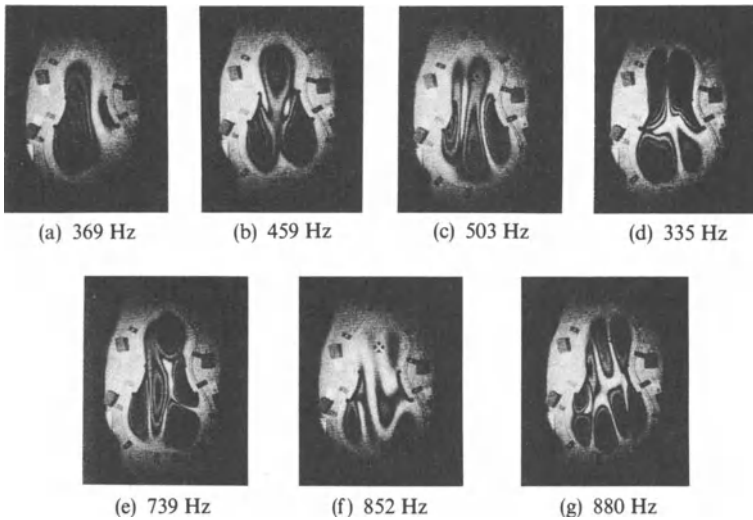 (a) 369 Hz
(b) 459 Hz
(c) 503 Hz
(d) 335 Hz
(e) 739 Hz
(f) 852 Hz
(g) 880 Hz